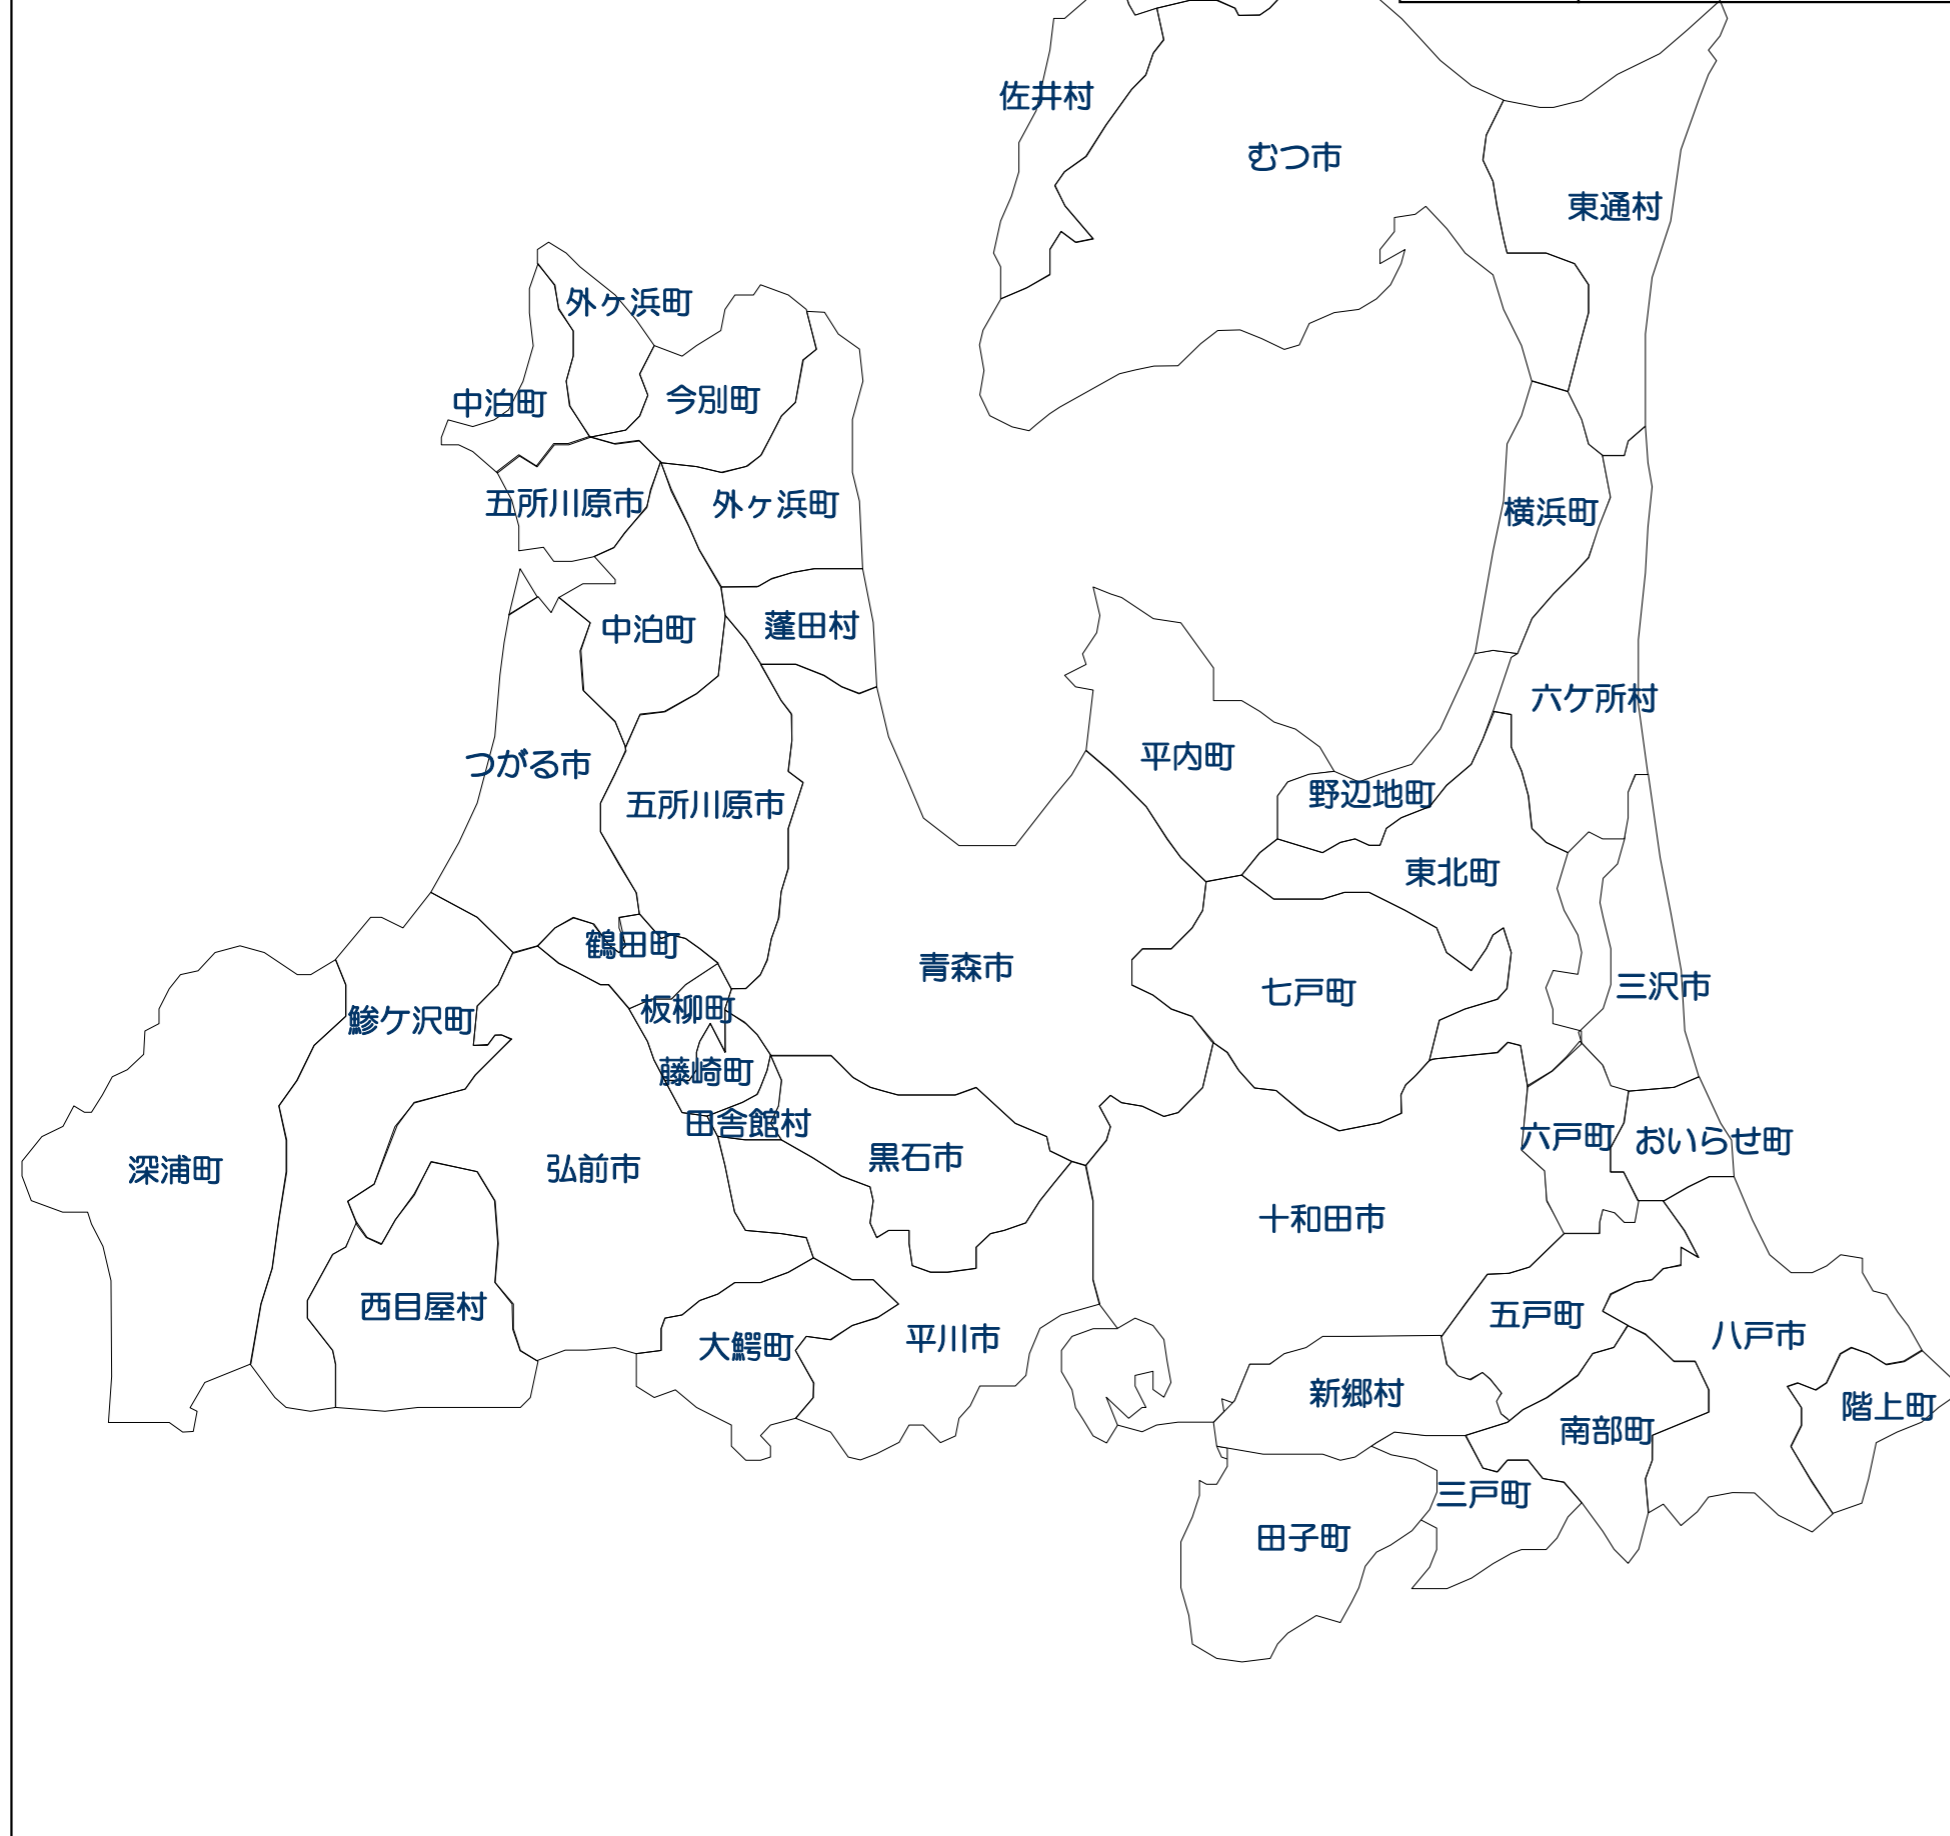 佐井村
むつ市
東通村
外ヶ浜町
中泊町
今別町
五所川原市
外ヶ浜町
横浜町
中泊町
蓬田村
六ケ所村
つがる市
平内町
野辺地町
五所川原市
東北町
鶴田町
青森市
七戸町
三沢市
板柳町
鰺ケ沢町
藤崎町
田舎館村
六戸町
おいらせ町
深浦町
弘前市
黒石市
十和田市
西目屋村
五戸町
大鰐町
平川市
八戸市
新郷村
階上町
南部町
三戸町
田子町